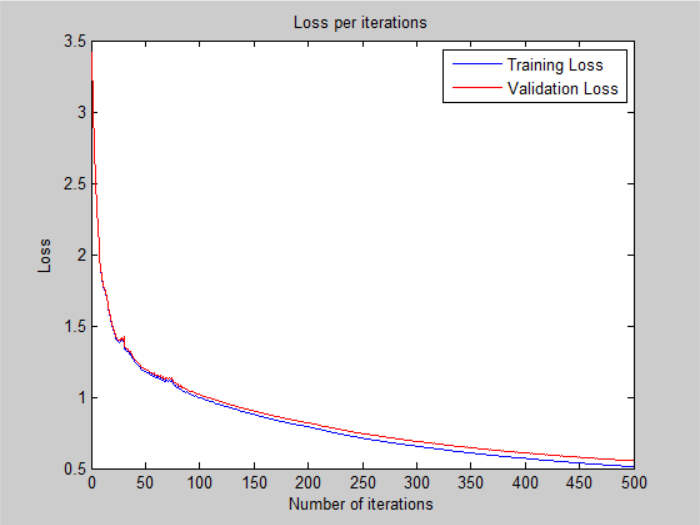 Loss per iterations
3.5
3
2.5
2
1.5
1
0.5
Loss
Training Loss
Validation Loss
0 50 100 150 200 250 300 350 400 450 500
Number of iterations